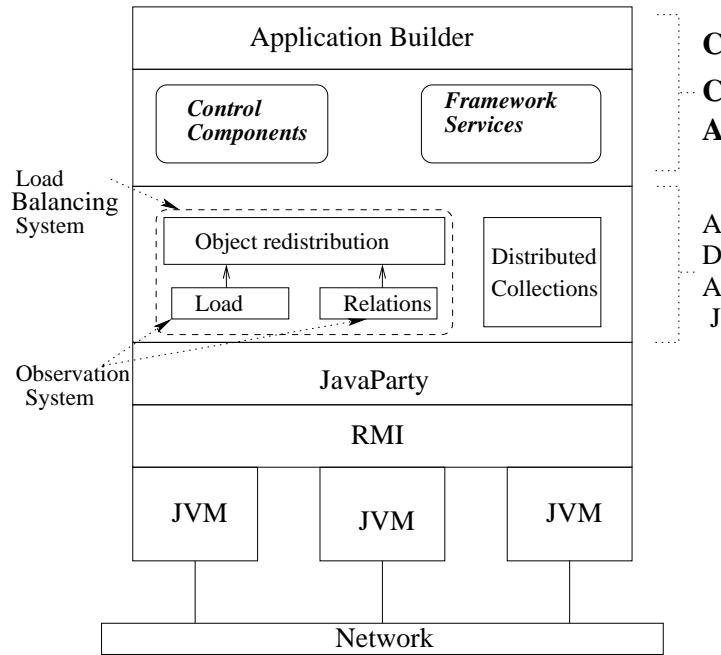 Application Builder
Control
Components
Framework
Services
C
C
A
Load
Balancing
System
Object redistribution
Load
Relations
Distributed
Collections
A
D
A
J
Observation
System
JavaParty
RMI
JVM
JVM
JVM
Network